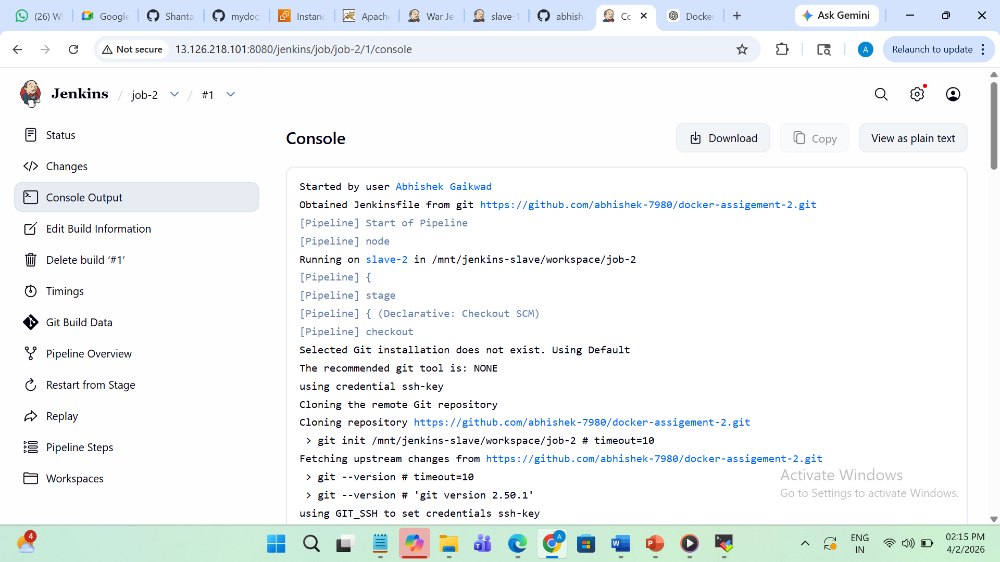 (26) W
Google
Shanta
mydoc
Instanc
Apache
War Je
slave-1
abhish
Co
Docker
Ask Gemini
Not secure
13.126.218.101:8080/jenkins/job/job-2/1/console
A
Relaunch to update
Jenkins / job-2 / #1
Status
Changes
Console Output
Edit Build Information
Delete build ‘#1’
Timings
Git Build Data
Pipeline Overview
Restart from Stage
Replay
Pipeline Steps
Workspaces
Console
Download
Copy
View as plain text
Started by user Abhishek Gaikwad
Obtained Jenkinsfile from git https://github.com/abhishek-7980/docker-assigement-2.git
[Pipeline] Start of Pipeline
[Pipeline] node
Running on slave-2 in /mnt/jenkins-slave/workspace/job-2
[Pipeline] {
[Pipeline] stage
[Pipeline] { (Declarative: Checkout SCM)
[Pipeline] checkout
Selected Git installation does not exist. Using Default
The recommended git tool is: NONE
using credential ssh-key
Cloning the remote Git repository
Cloning repository https://github.com/abhishek-7980/docker-assigement-2.git
> git init /mnt/jenkins-slave/workspace/job-2 # timeout=10
Fetching upstream changes from https://github.com/abhishek-7980/docker-assigement-2.git
> git --version # timeout=10
> git --version # 'git version 2.50.1'
using GIT_SSH to set credentials ssh-key
Activate Windows
Go to Settings to activate Windows.
4
A
ENG
IN
02:15 PM
4/2/2026